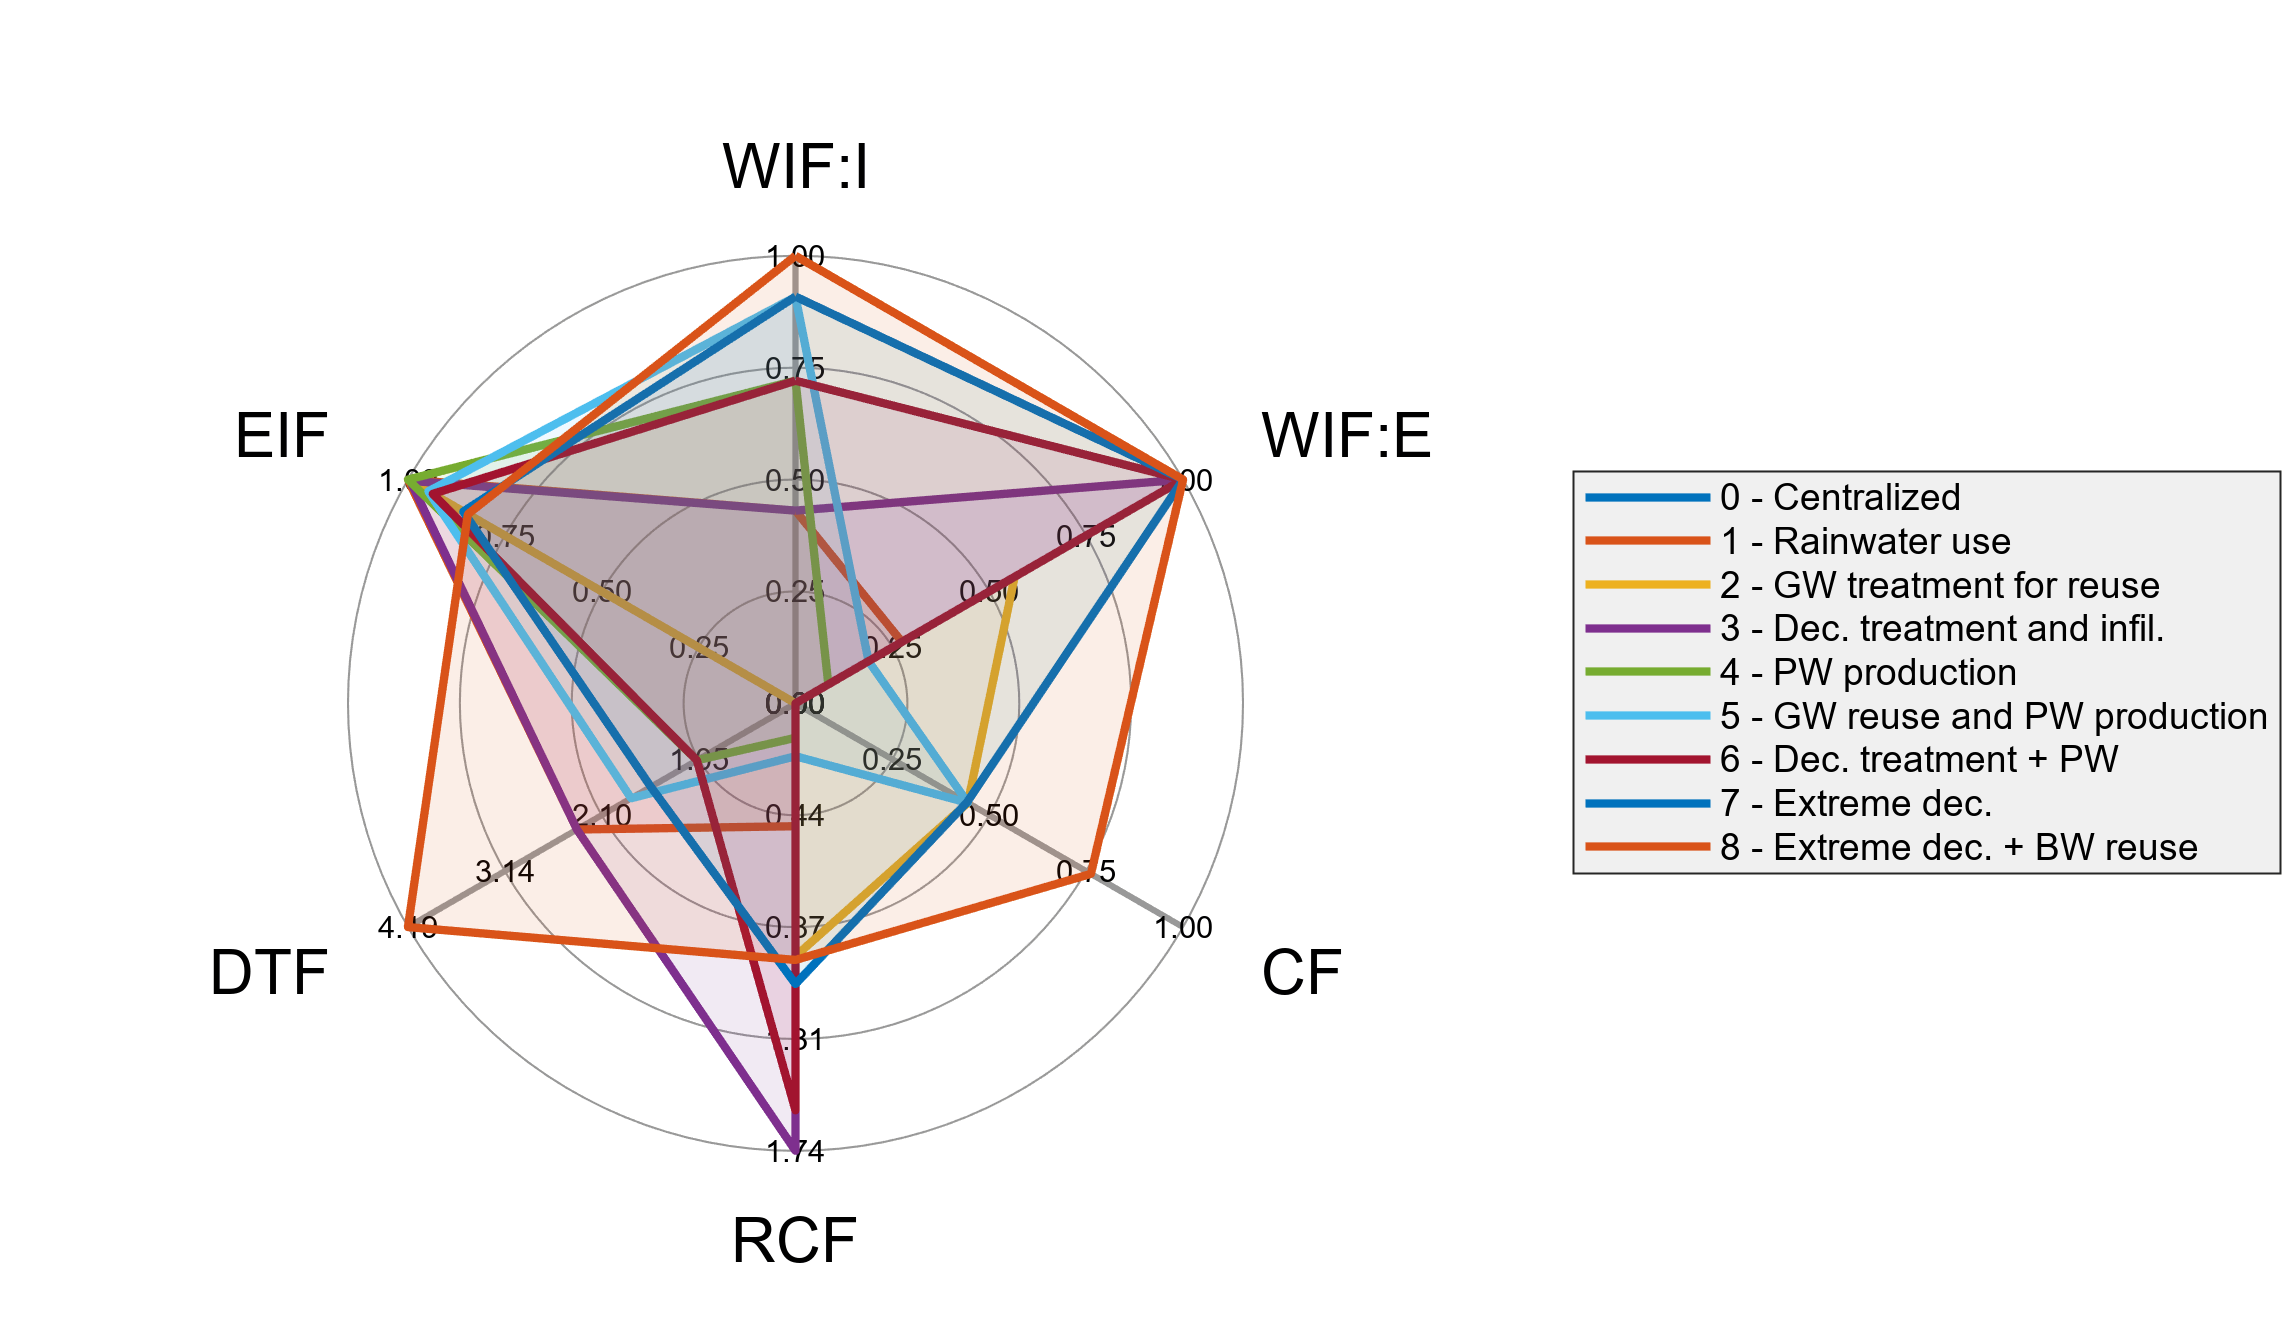 WIF:I
1.00
WIF:E
EIF
0.75
0.50
0.75
0.75
0.50
0.50
0.25
0.25
0.25
0.00
0.25
2.10
0.44
0.50
3.14
0.75
4.19
1.00
DTF
CF
1.74
RCF
0 - Centralized
1 - Rainwater use
2 - GW treatment for reuse
3 - Dec. treatment and infil.
4 - PW production
5 - GW reuse and PW production
6 - Dec. treatment + PW
7 - Extreme dec.
8 - Extreme dec. + BW reuse